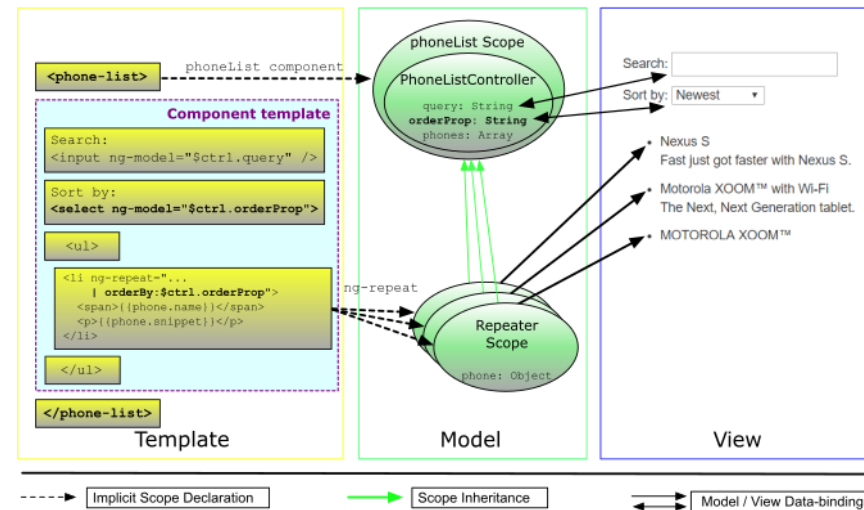 <phone-list>
phoneList component
Component template
Search:
<input ng-model="$ctrl.query" />
Sort by:
<select ng-model="$ctrl.orderProp">
<ul>
<li ng-repeat="...
| orderBy:$ctrl.orderProp">
<span>{{phone.name}}</span>
<p>{{phone.snippet}}</p>
</li>
</ul>
</phone-list>
Template
ng-repeat
phoneList Scope
PhoneListController
query: String
orderProp: String
phones: Array
Repeater
Scope
phone: Object
Model
Search:
Sort by: Newest
• Nexus S
Fast just got faster with Nexus S.
• Motorola XOOM™ with Wi-Fi
The Next, Next Generation tablet.
• MOTOROLA XOOM™
View
Implicit Scope Declaration
Scope Inheritance
Model / View Data-binding